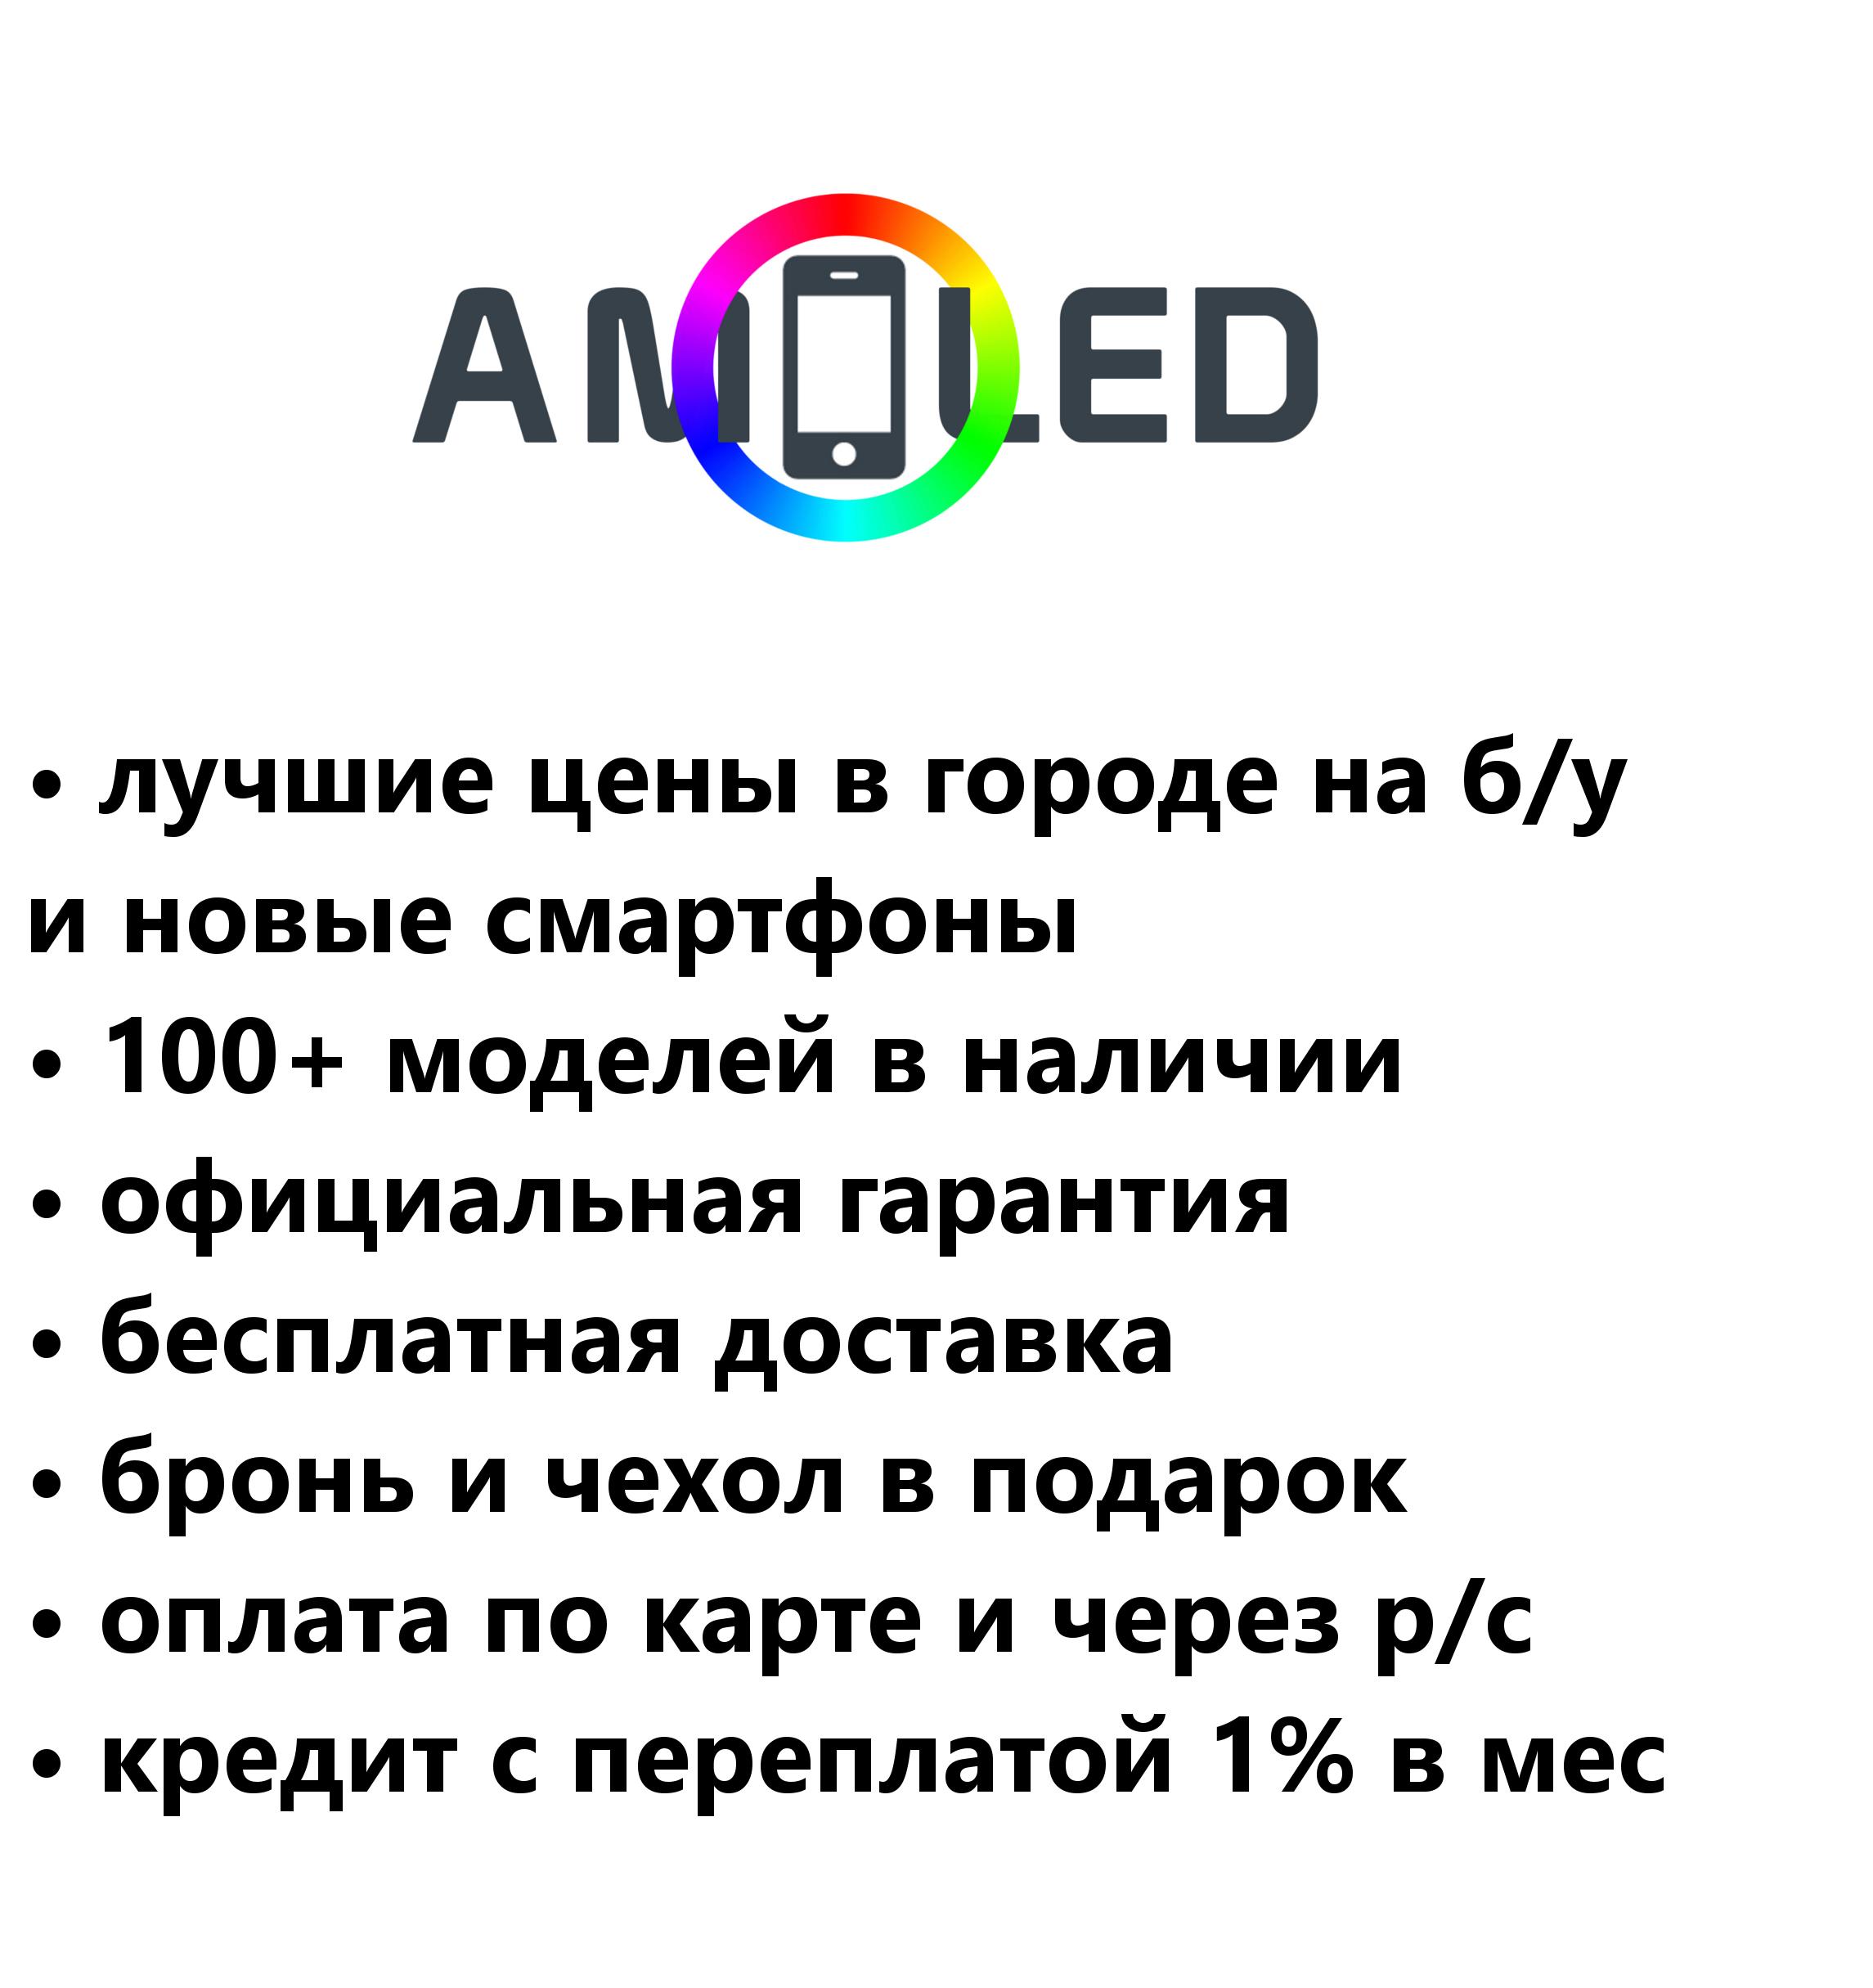 AMOLED
• лучшие цены в городе на б/у
и новые смартфоны
• 100+ моделей в наличии
• официальная гарантия
• бесплатная доставка
• бронь и чехол в подарок
• оплата по карте и через р/с
• кредит с переплатой 1% в мес